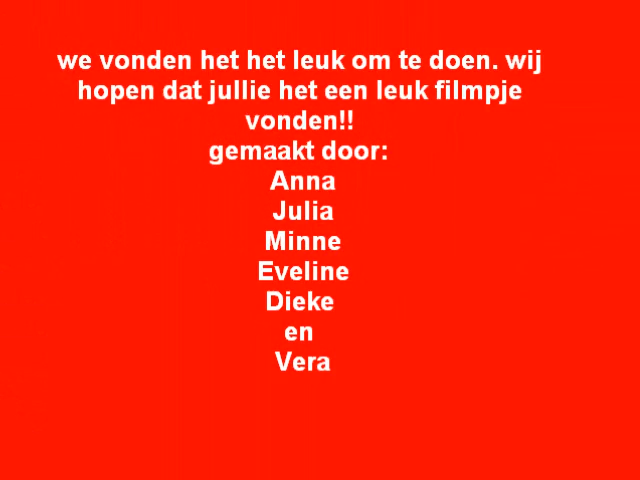 we vonden het het leuk om te doen. wij
hopen dat jullie het een leuk filmpje
vonden!!
gemaakt door:
Anna
Julia
Minne
Eveline
Dieke
en
Vera